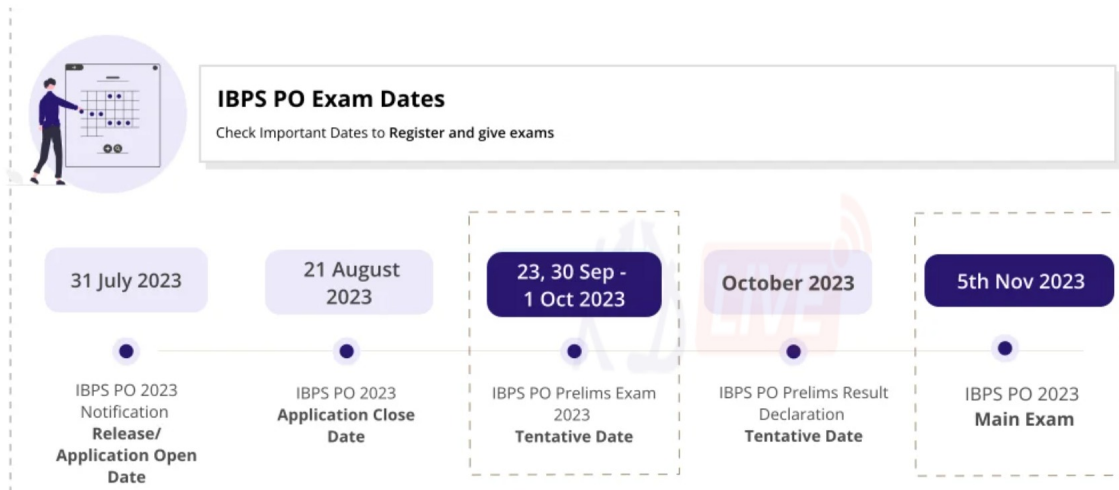 IBPS PO Exam Dates
Check Important Dates to Register and give exams
31 July 2023
21 August
2023
23, 30 Sep -
1 Oct 2023
October 2023
5th Nov 2023
IBPS PO 2023
Notification
Release/
Application Open
Date
IBPS PO 2023
Application Close
Date
IBPS PO Prelims Exam
2023
Tentative Date
IBPS PO Prelims Result
Declaration
Tentative Date
IBPS PO 2023
Main Exam
LIVE